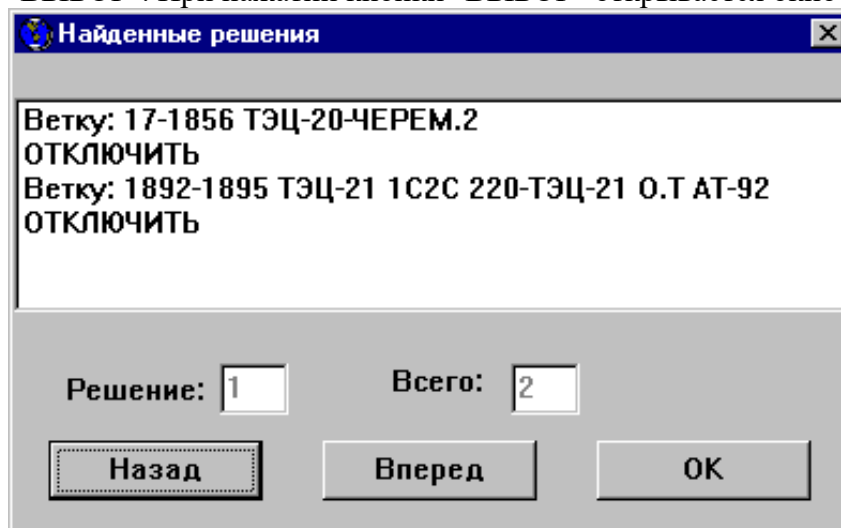 Найденные решения
Ветку: 17-1856 ТЭЦ-20-ЧЕРЕМ.2
ОТКЛЮЧИТЬ
Ветку: 1892-1895 ТЭЦ-21 1С2С 220-ТЭЦ-21 О.Т АТ-92
ОТКЛЮЧИТЬ
Решение: 1 Всего: 2
Назад Вперед OK